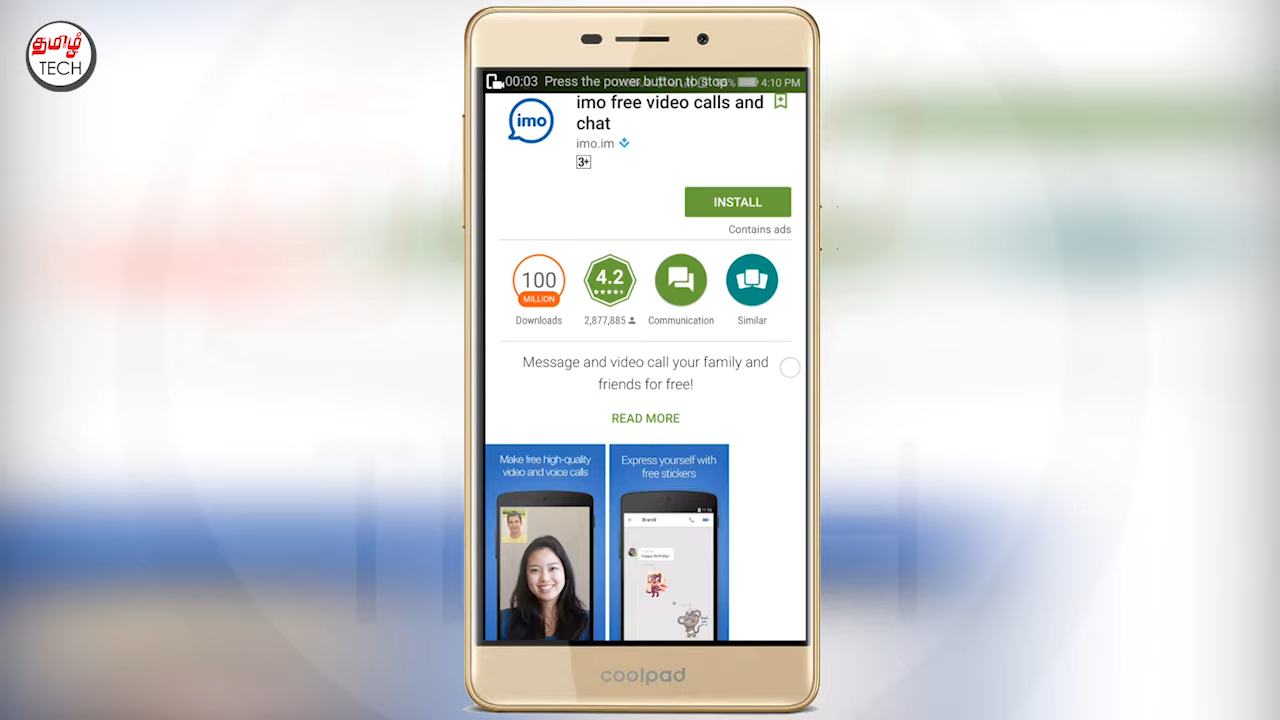 தமிழ்
TECH
00:03 Press the power button to stop
4:10 PM
imo
imo free video calls and
chat
imo.im
3+
INSTALL
Contains ads
100
MILLION
4.2
Downloads
2,877,885
Communication
Similar
Message and video call your family and
friends for free!
READ MORE
Make free high-quality
video and voice calls
Express yourself with
free stickers
Happy Birthday!
coolpad